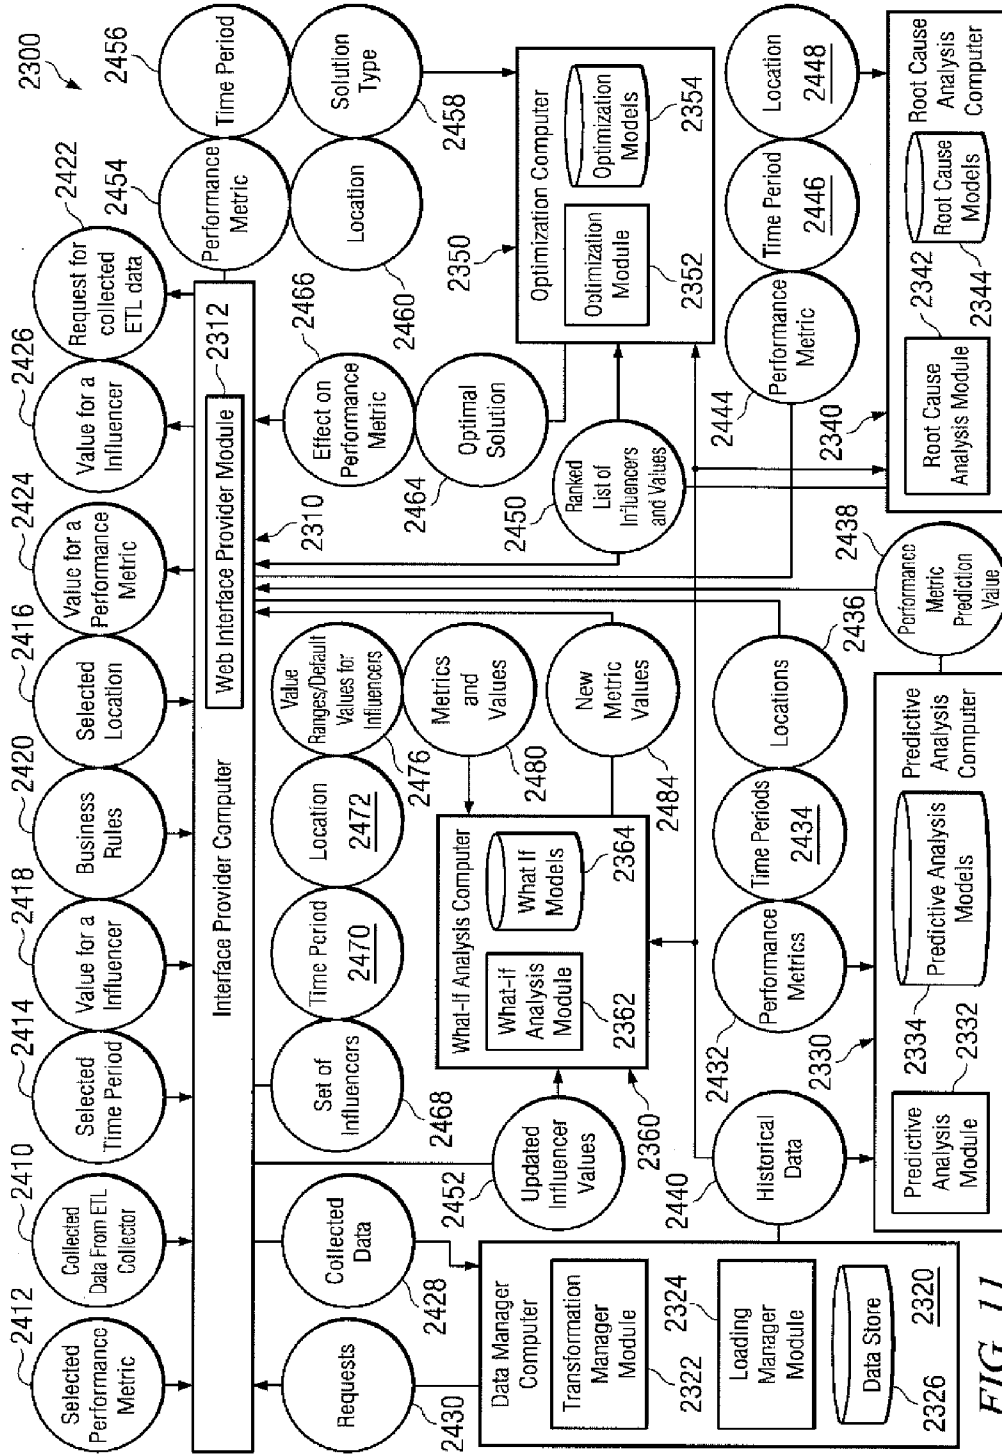 2300
2412
2410
2414
2418
2420
2416
2424
2426
2422
2454
2456
Selected
Performance
Metric
Collected
Data From ETL
Collector
Selected
Time Period
Value for a
Influencer
Business
Rules
Selected
Location
Value for a
Performance
Metric
Value for a
Influencer
Request for
collected
ETL data
Performance
Metric
Time Period
Location
Solution
Type
2460
2458
Interface Provider Computer
Web Interface Provider Module
2312
2310
Requests
2430
Collected
Data
2428
Set of
Influencers
2468
Time Period
2470
Location
2472
Value
Ranges/Default
Values for
Influencers
2476
Metrics
and
Values
2480
New
Metric
Values
2484
Effect on
Performance
Metric
2466
Optimal
Solution
2464
2350
Optimization Computer
Optimization
Module
2352
Optimization
Models
2354
Updated
Influencer
Values
2452
2360
What-If Analysis Computer
What-if
Analysis
Module
2362
What If
Models
2364
2450
Ranked
List of
Influencers
and Values
Data Manager
Computer
Transformation
Manager
Module
2322
2324
Loading
Manager
Module
Data Store
2326
2320
2440
Historical
Data
2432
Performance
Metrics
Time Periods
2434
Locations
2436
2444
Performance
Metric
Time Period
2446
Location
2448
2330
Predictive Analysis
Computer
Predictive
Analysis
Module
2332
2334
Predictive Analysis
Models
2438
Performance
Metric
Prediction
Value
2340
Root Cause
Analysis
Computer
Root Cause
Analysis Module
2342
Root Cause
Models
2344
FIG. 11